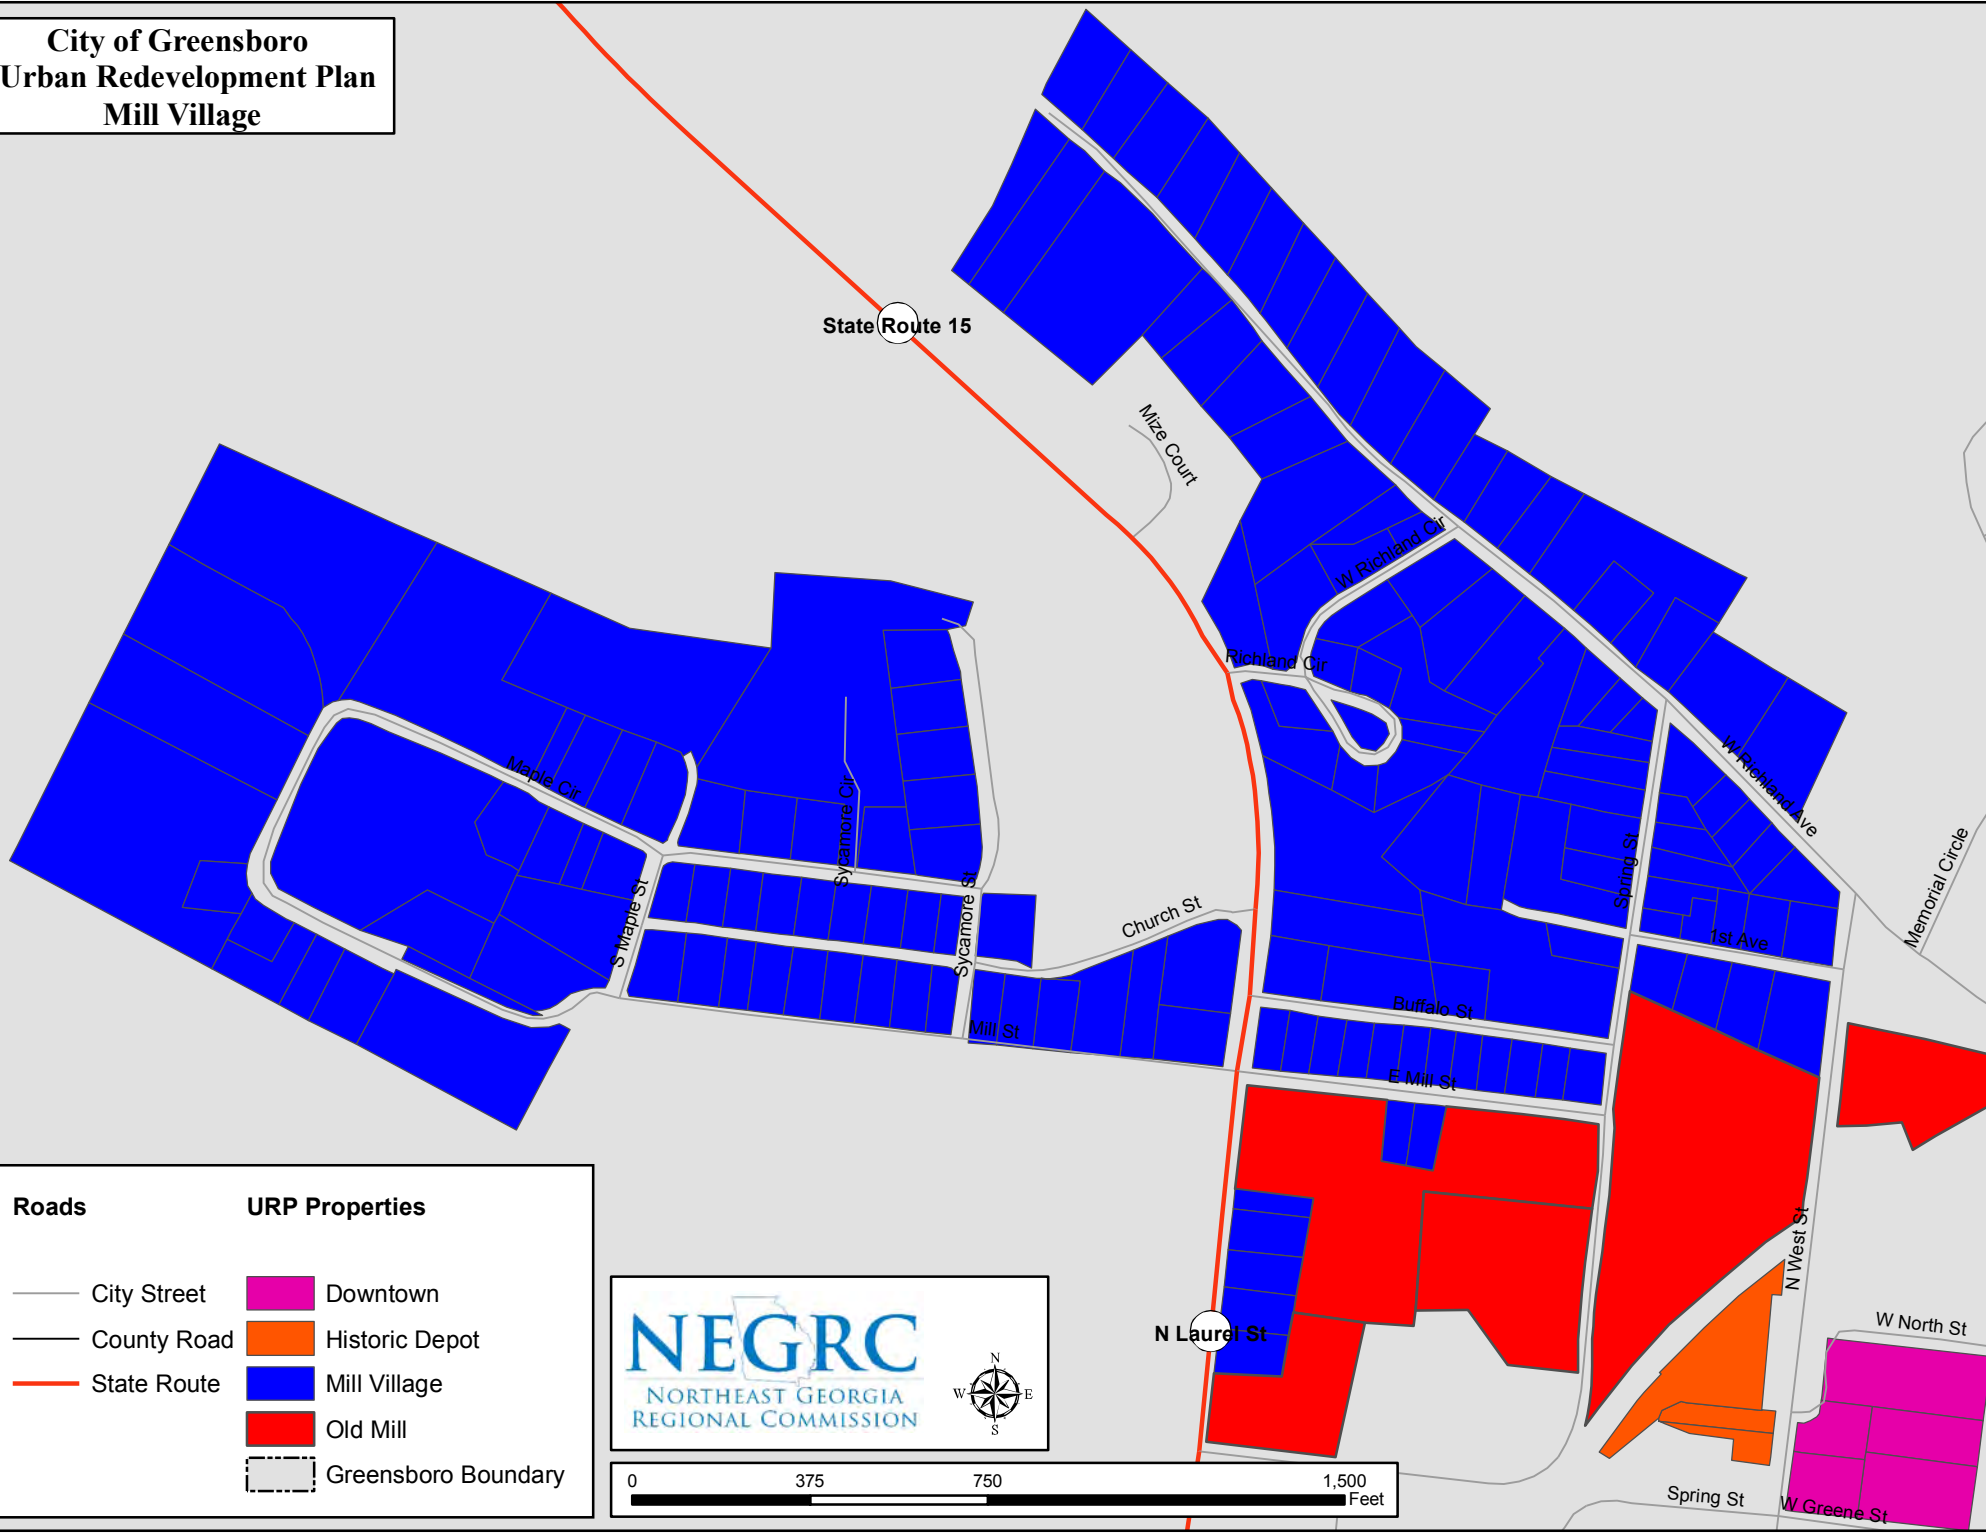 City of Greensboro
Urban Redevelopment Plan
Mill Village
State Route 15
Mize Court
W Richland Cir
Richland Cir
W Richland Ave
Maple Cir
Sycamore Cir
S Maple St
Sycamore St
Church St
Spring St
1st Ave
Memorial Circle
Mill St
Buffalo St
E Mill St
N West St
N Laurel St
W North St
Spring St
W Greene St
Roads
City Street
County Road
State Route
URP Properties
Downtown
Historic Depot
Mill Village
Old Mill
Greensboro Boundary
NEGRC
NORTHEAST GEORGIA
REGIONAL COMMISSION
N
W E
S
0 375 750 1,500
Feet